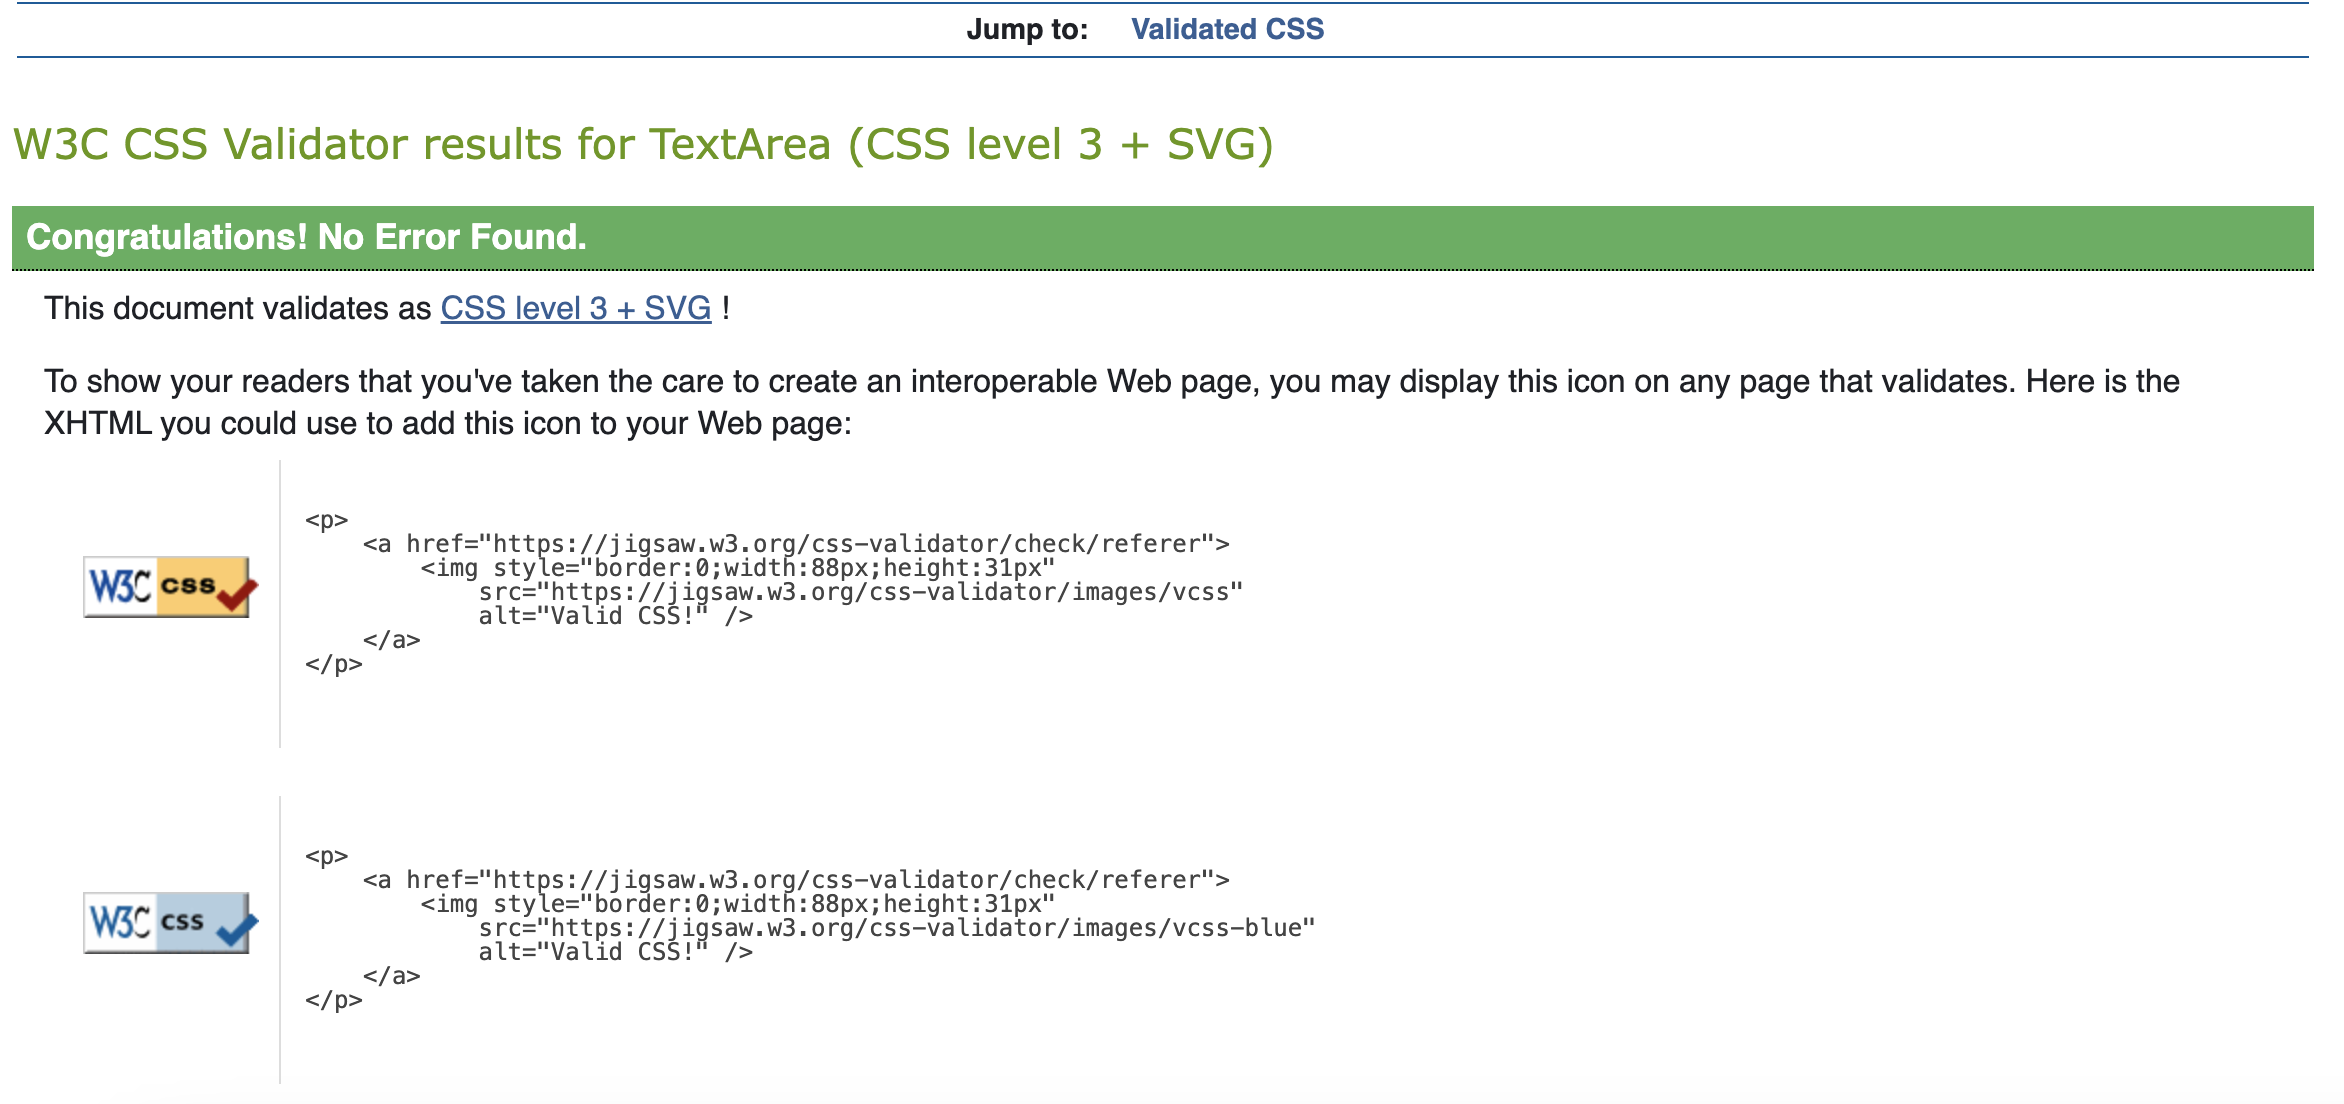 Jump to: Validated CSS
W3C CSS Validator results for TextArea (CSS level 3 + SVG)
Congratulations! No Error Found.
This document validates as CSS level 3 + SVG !
To show your readers that you've taken the care to create an interoperable Web page, you may display this icon on any page that validates. Here is the
XHTML you could use to add this icon to your Web page:
W3C css
<p>
    <a href="https://jigsaw.w3.org/css-validator/check/referer">
        <img style="border:0;width:88px;height:31px"
            src="https://jigsaw.w3.org/css-validator/images/vcss"
            alt="Valid CSS!" />
    </a>
</p>
W3C css
<p>
    <a href="https://jigsaw.w3.org/css-validator/check/referer">
        <img style="border:0;width:88px;height:31px"
            src="https://jigsaw.w3.org/css-validator/images/vcss-blue"
            alt="Valid CSS!" />
    </a>
</p>